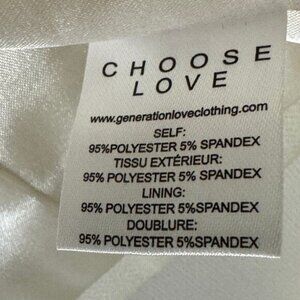 CHOOSE
LOVE
www.generationloveclothing.com
SELF:
95%POLYESTER 5% SPANDEX
TISSU EXTÉRIEUR:
95% POLYESTER 5%SPANDEX
LINING:
95%POLYESTER 5%SPANDEX
DOUBLURE:
95% POLYESTER 5%SPANDEX